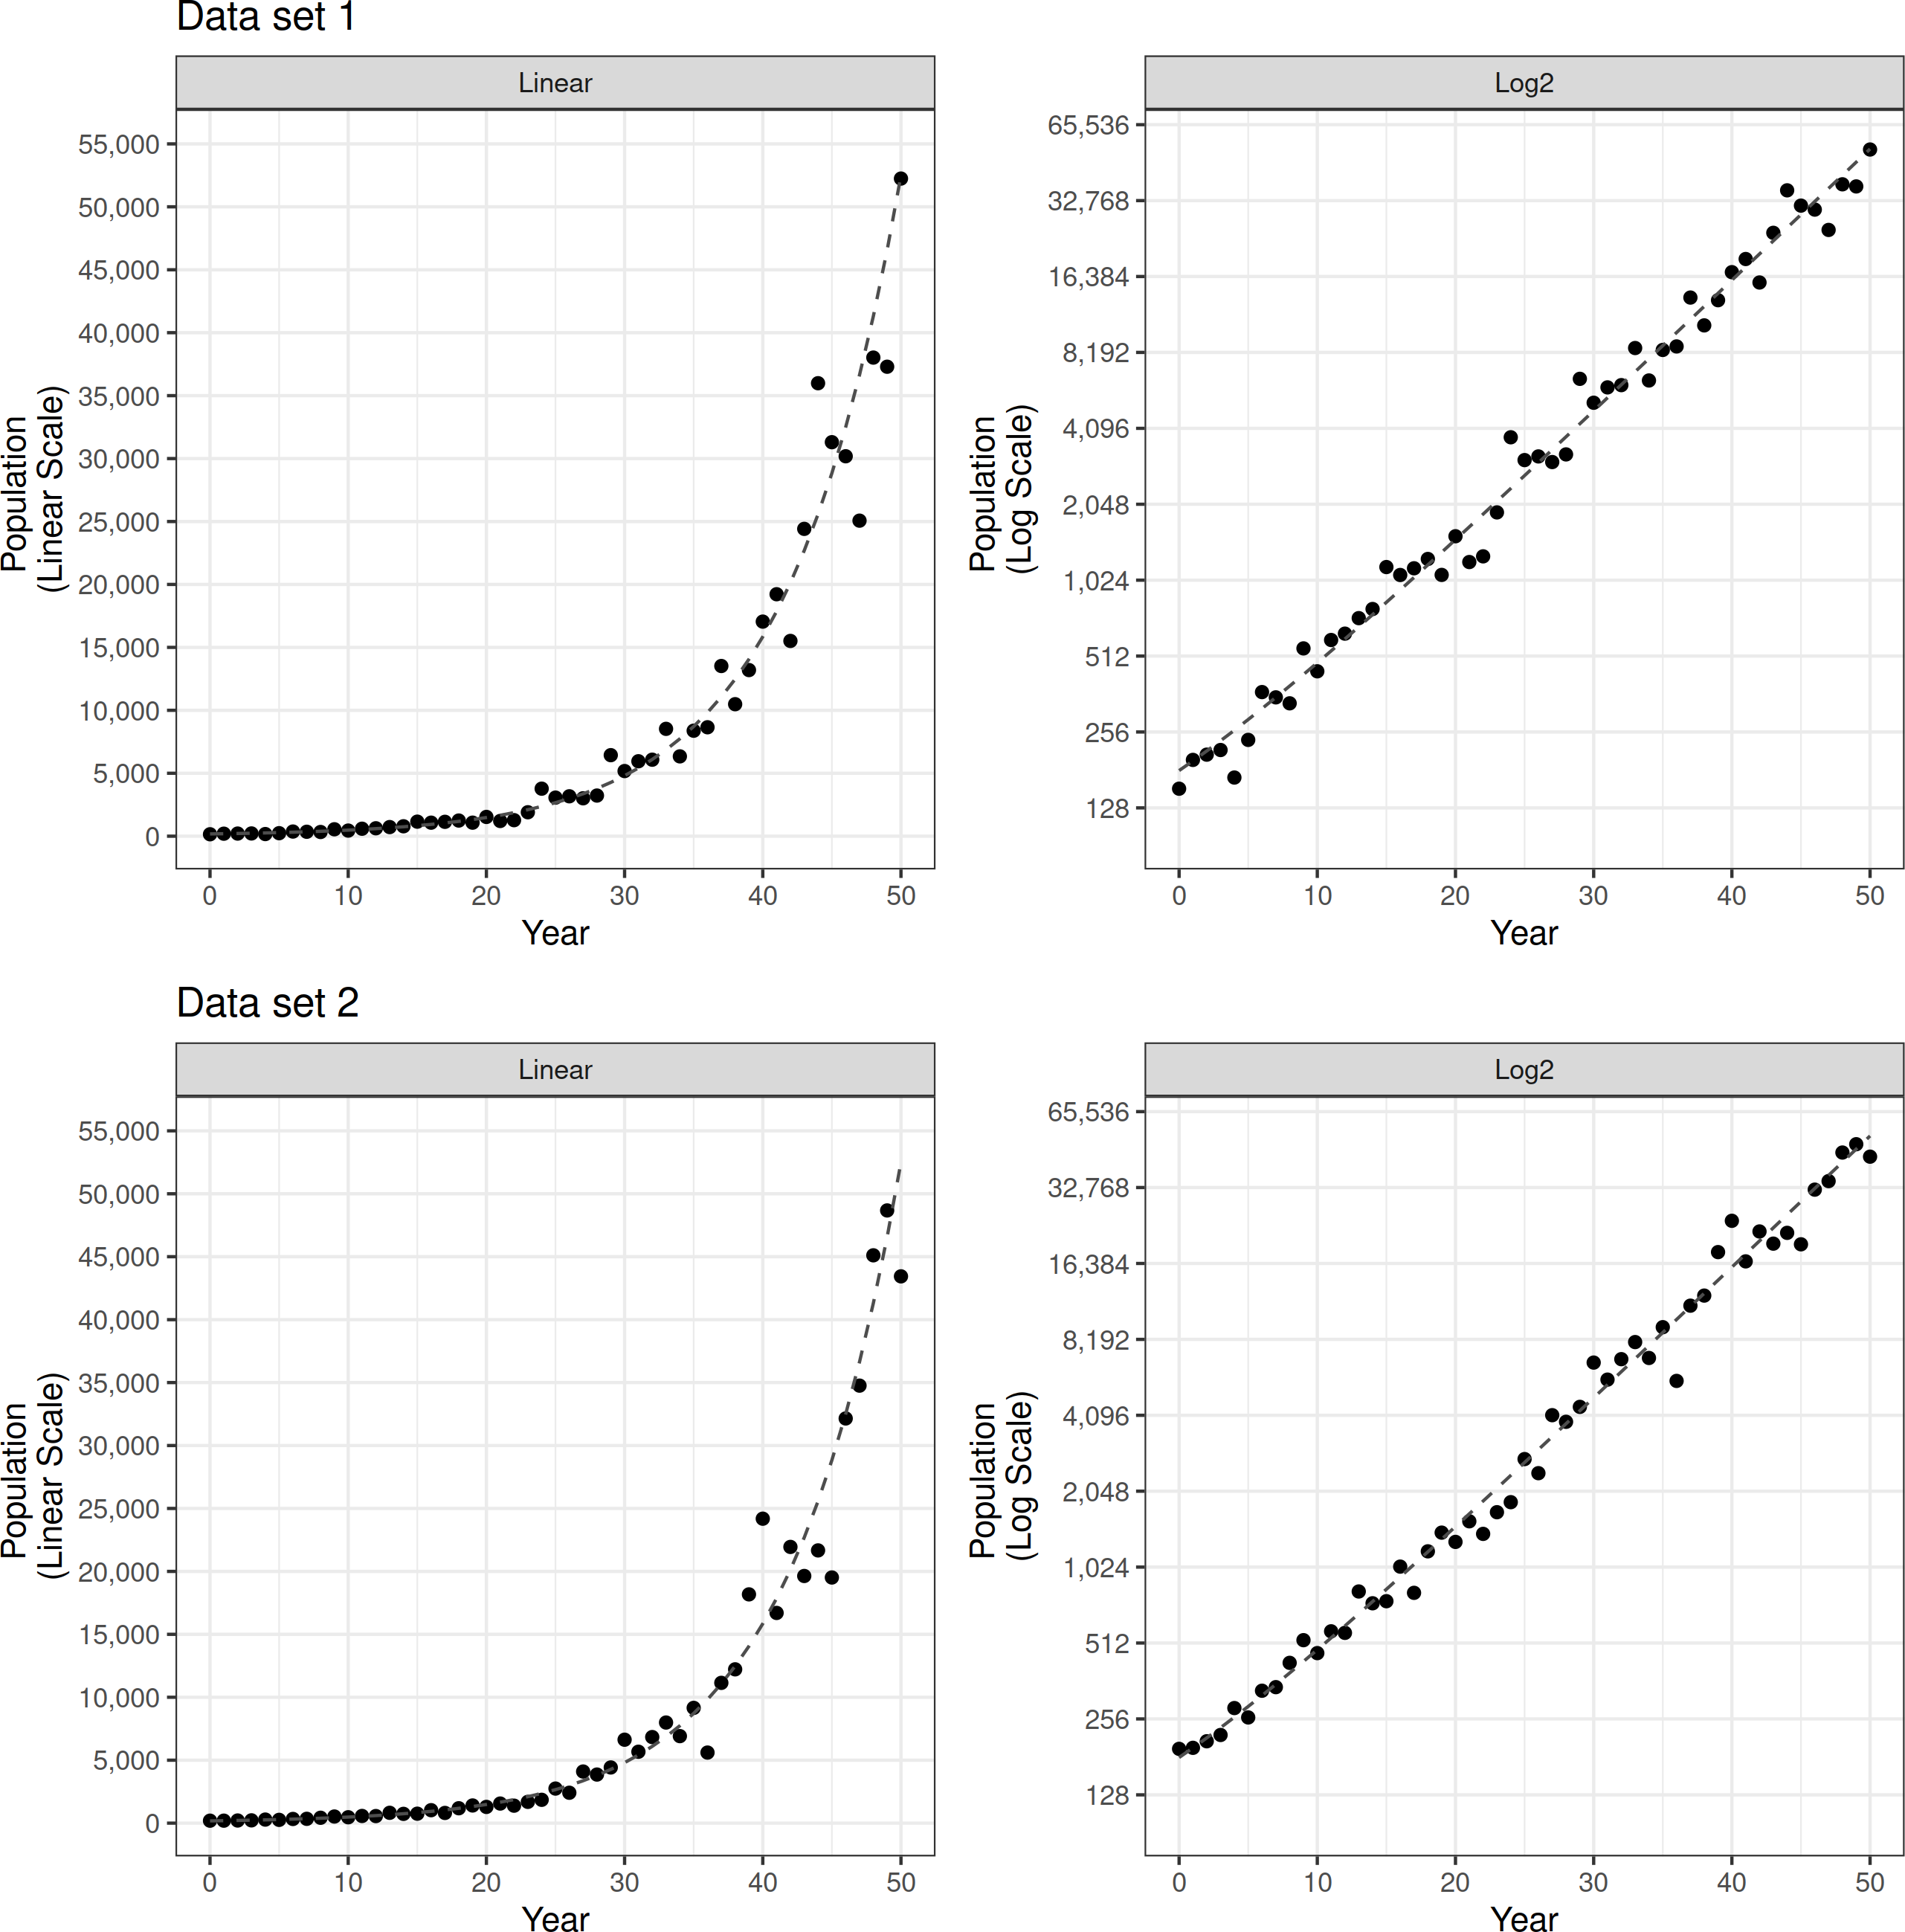 Data set 1
Linear
Log2
55,000
50,000
45,000
40,000
35,000
30,000
25,000
20,000
15,000
10,000
5,000
0
Population
(Linear Scale)
0 10 20 30 40 50
Year
65,536
32,768
16,384
8,192
4,096
2,048
1,024
512
256
128
Population
(Log Scale)
0 10 20 30 40 50
Year
Data set 2
Linear
Log2
55,000
50,000
45,000
40,000
35,000
30,000
25,000
20,000
15,000
10,000
5,000
0
Population
(Linear Scale)
0 10 20 30 40 50
Year
65,536
32,768
16,384
8,192
4,096
2,048
1,024
512
256
128
Population
(Log Scale)
0 10 20 30 40 50
Year